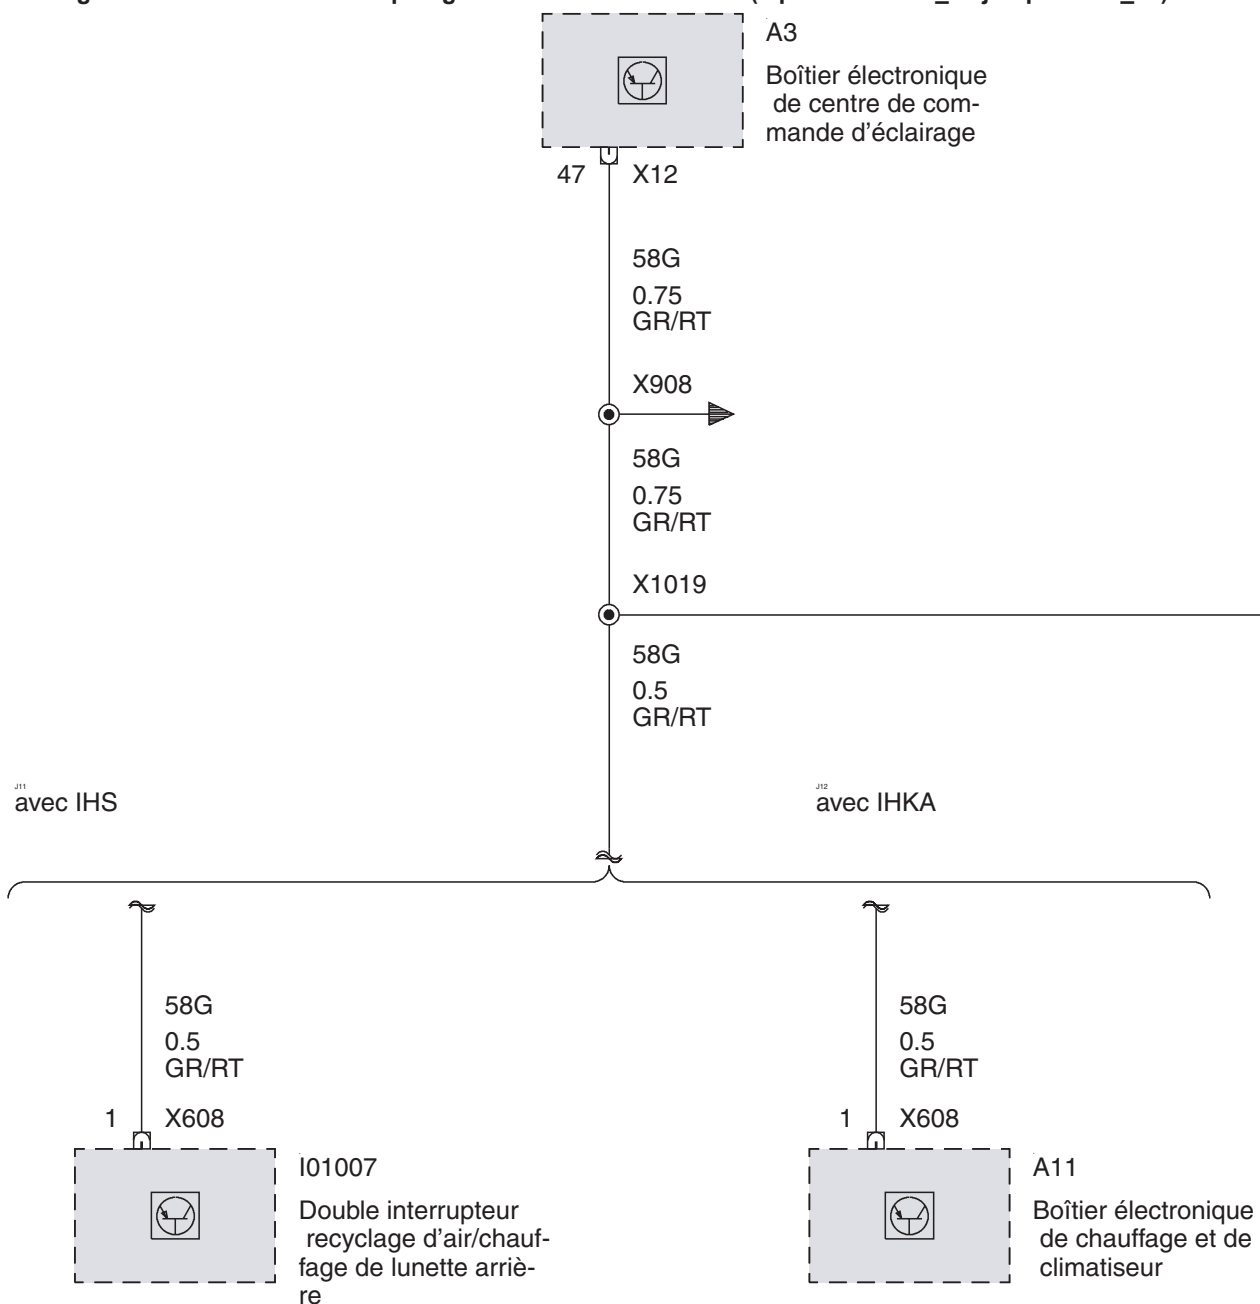 A3
Boîtier électronique
de centre de com-
mande d'éclairage
47 X12
58G
0.75
GR/RT
X908
58G
0.75
GR/RT
X1019
58G
0.5
GR/RT
J11
avec IHS
J12
avec IHKA
58G
0.5
GR/RT
1 X608
I01007
Double interrupteur
recyclage d'air/chauf-
fage de lunette arriè-
re
58G
0.5
GR/RT
1 X608
A11
Boîtier électronique
de chauffage et de
climatiseur